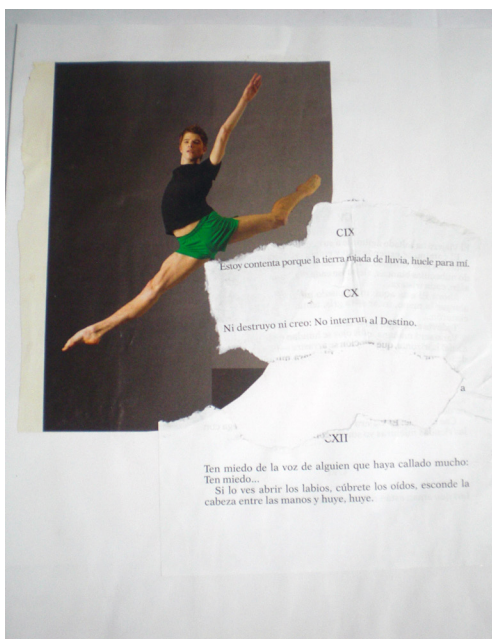 CIX
Estoy contenta porque la tierra mojada de lluvia, huele para mí.
CX
Ni destruyo ni creo: No interrum al Destino.
a
CXII
Ten miedo de la voz de alguien que haya callado mucho:
Ten miedo...
Si lo ves abrir los labios, cúbrete los oídos, esconde la
cabeza entre las manos y huye, huye.